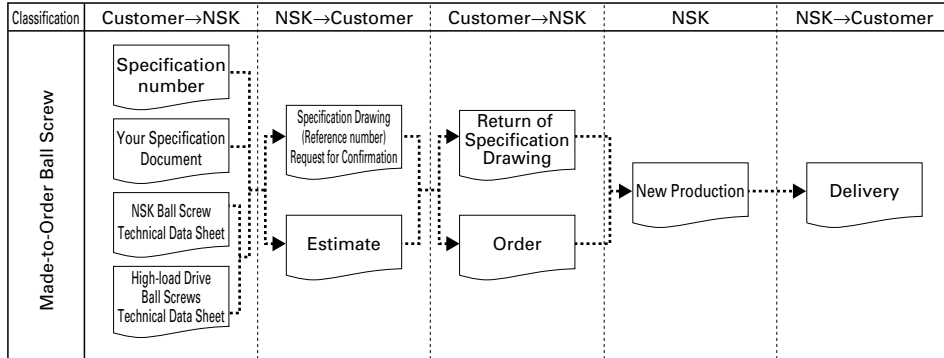 Classification
Customer→NSK
NSK→Customer
Customer→NSK
NSK
NSK→Customer
Made-to-Order Ball Screw
Specification
number
Your Specification
Document
NSK Ball Screw
Technical Data Sheet
High-load Drive
Ball Screws
Technical Data Sheet
Specification Drawing
(Reference number)
Request for Confirmation
Estimate
Return of
Specification
Drawing
Order
New Production
Delivery